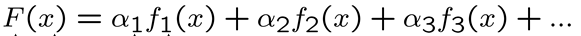 F(x) = α₁f₁(x) + α₂f₂(x) + α₃f₃(x) + ...